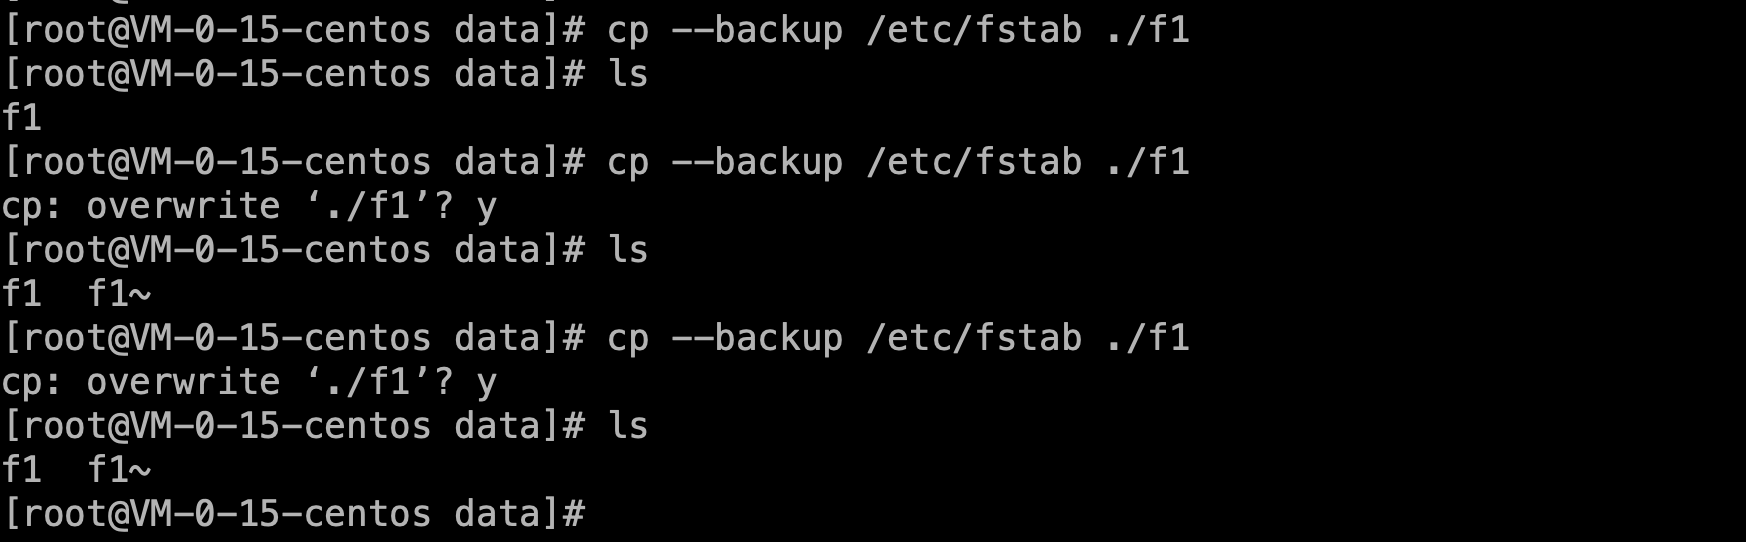 [root@VM-0-15-centos data]# cp --backup /etc/fstab ./f1
[root@VM-0-15-centos data]# ls
f1
[root@VM-0-15-centos data]# cp --backup /etc/fstab ./f1
cp: overwrite ‘./f1’? y
[root@VM-0-15-centos data]# ls
f1  f1~
[root@VM-0-15-centos data]# cp --backup /etc/fstab ./f1
cp: overwrite ‘./f1’? y
[root@VM-0-15-centos data]# ls
f1  f1~
[root@VM-0-15-centos data]#